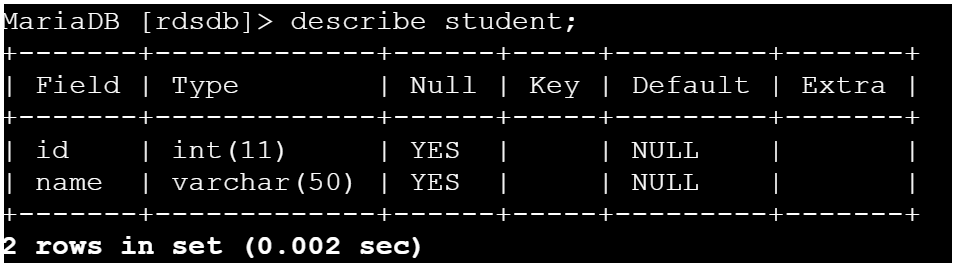 MariaDB [rdsdb]> describe student;
+-------+-------------+------+-----+---------+-------+
| Field | Type        | Null | Key | Default | Extra |
+-------+-------------+------+-----+---------+-------+
| id    | int(11)     | YES  |     | NULL    |       |
| name  | varchar(50) | YES  |     | NULL    |       |
+-------+-------------+------+-----+---------+-------+
2 rows in set (0.002 sec)